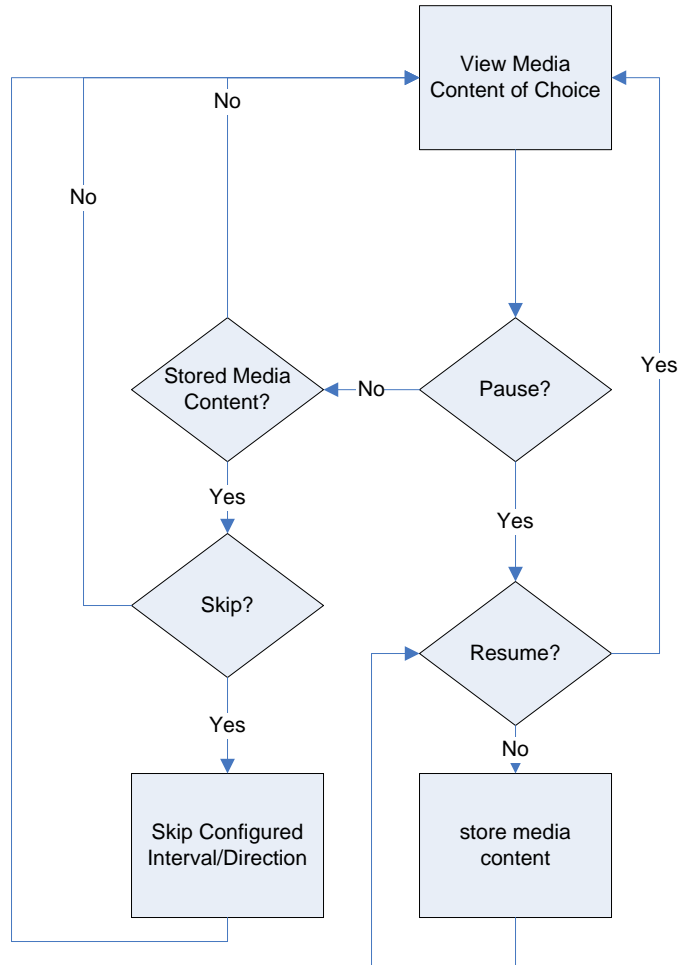 View Media
Content of Choice
No
No
Yes
Stored Media
Content?
No
Pause?
Yes
Yes
Skip?
Resume?
Yes
No
Skip Configured
Interval/Direction
store media
content